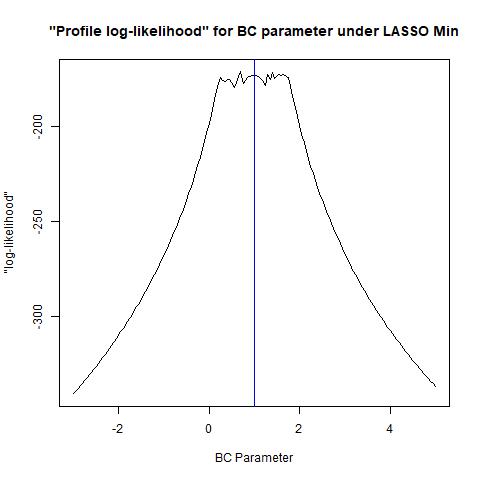 "Profile log-likelihood" for BC parameter under LASSO Min
"log-likelihood"
-200
-250
-300
-2
0
2
4
BC Parameter